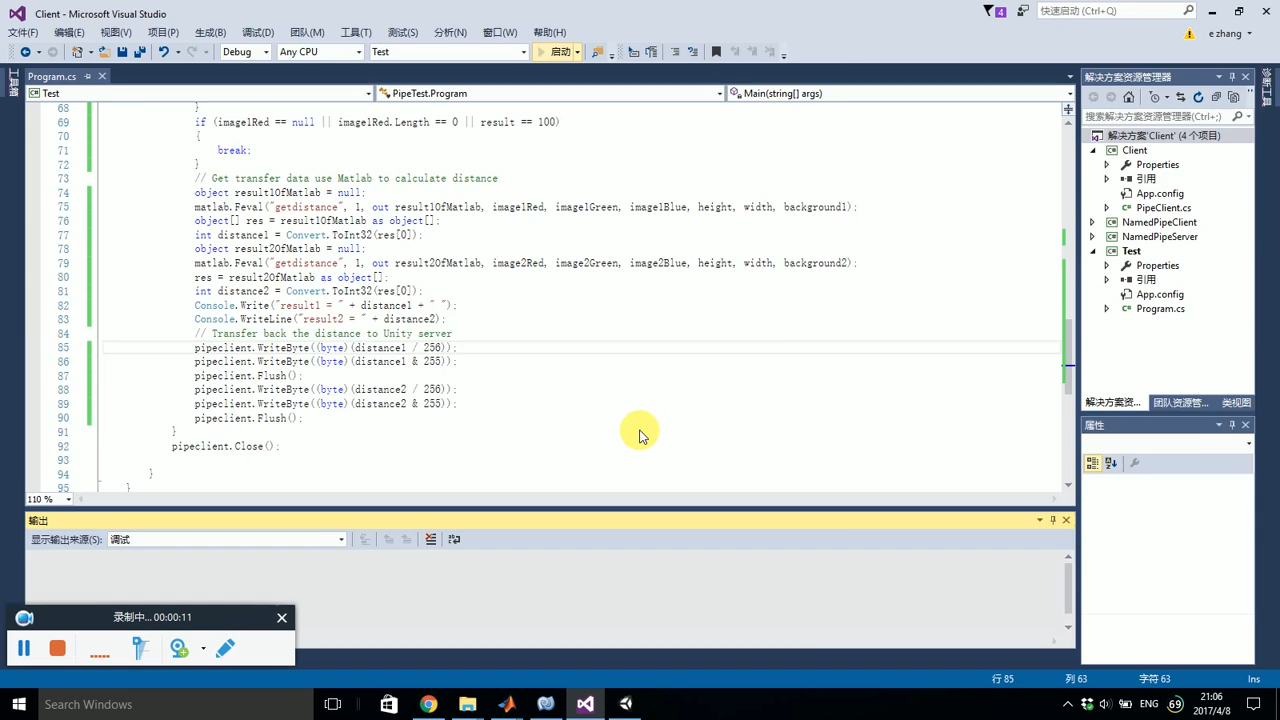 Client - Microsoft Visual Studio
4
快速启动 (Ctrl+Q)
文件(F) 编辑(E) 视图(V) 项目(P) 生成(B) 调试(D) 团队(M) 工具(T) 测试(S) 分析(N) 窗口(W) 帮助(H)
e zhang
Debug Any CPU Test 启动
Program.cs
Test PipeTest.Program Main(string[] args)
68 }
69 if (image1Red == null || image1Red.Length == 0 || result == 100)
70 {
71 break;
72 }
73 // Get transfer data use Matlab to calculate distance
74 object result1OfMatlab = null;
75 matlab.Feval("getdistance", 1, out result1OfMatlab, image1Red, image1Green, image1Blue, height, width, background1);
76 object[] res = result1OfMatlab as object[];
77 int distance1 = Convert.ToInt32(res[0]);
78 object result2OfMatlab = null;
79 matlab.Feval("getdistance", 1, out result2OfMatlab, image2Red, image2Green, image2Blue, height, width, background2);
80 res = result2OfMatlab as object[];
81 int distance2 = Convert.ToInt32(res[0]);
82 Console.Write("result1 = " + distance1 + " ");
83 Console.WriteLine("result2 = " + distance2);
84 // Transfer back the distance to Unity server
85 pipeclient.WriteByte((byte)(distance1 / 256));
86 pipeclient.WriteByte((byte)(distance1 & 255));
87 pipeclient.Flush();
88 pipeclient.WriteByte((byte)(distance2 / 256));
89 pipeclient.WriteByte((byte)(distance2 & 255));
90 pipeclient.Flush();
91 }
92 pipeclient.Close();
93
94 }
95 }
110 %
输出
显示输出来源(S): 调试
录制中... 00:00:11
解决方案资源管理器
搜索解决方案资源管理器(Ctrl+;)
解决方案'Client' (4 个项目)
Client
Properties
引用
App.config
PipeClient.cs
NamedPipeClient
NamedPipeServer
Test
Properties
引用
App.config
Program.cs
解决方案资... 团队资源管... 类视图
属性
工具箱
诊断工具
行 85 列 63 字符 63 Ins
Search Windows
ENG 69 21:06
2017/4/8